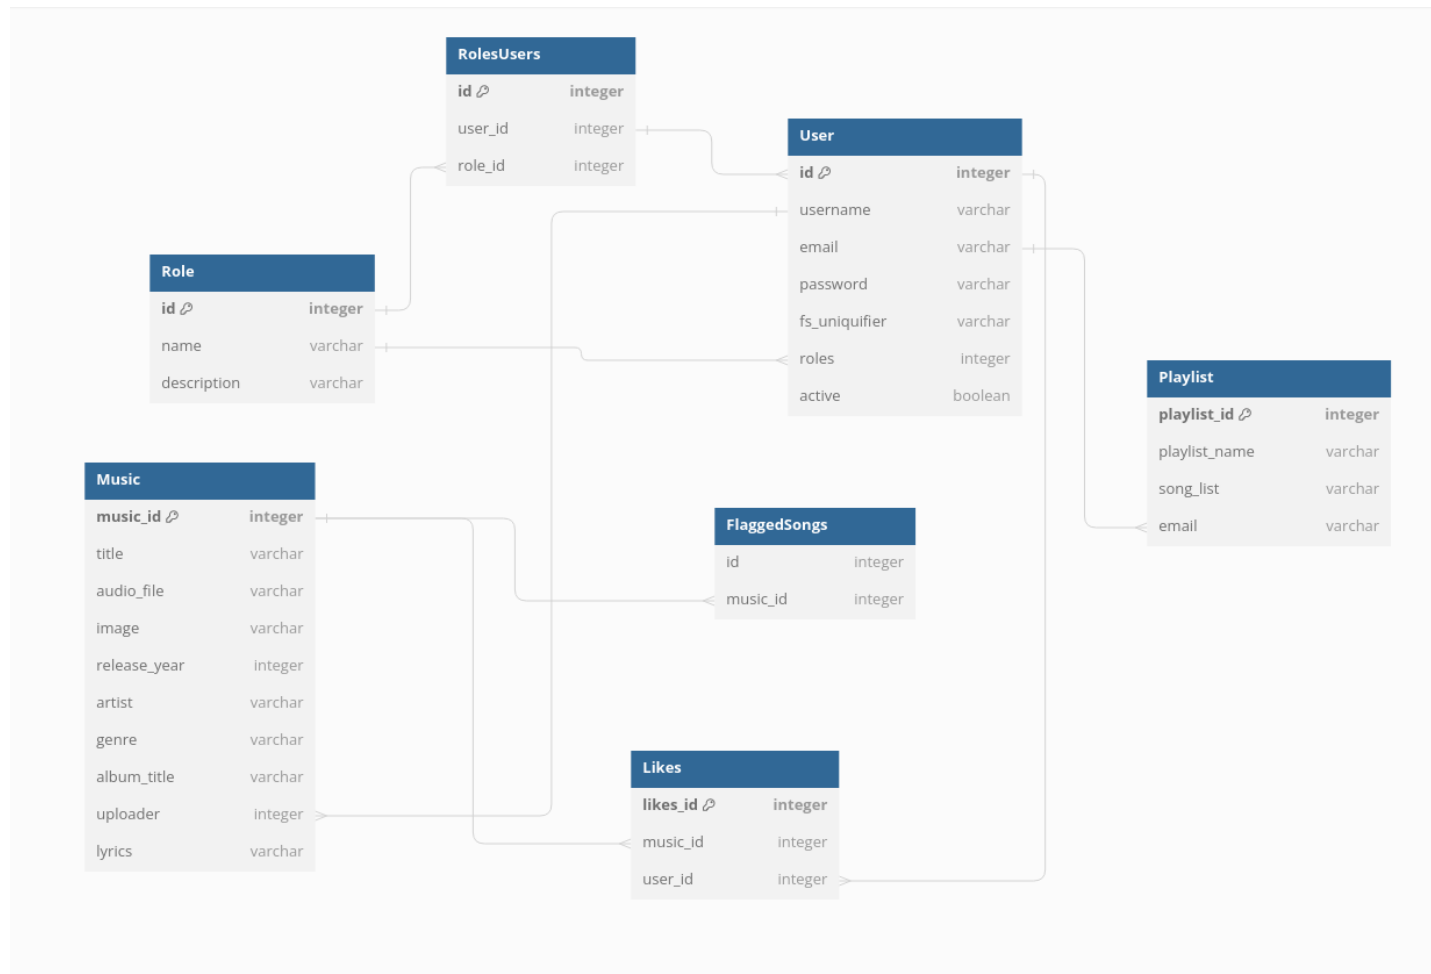 RolesUsers
id integer
user_id integer
role_id integer
User
id integer
username varchar
email varchar
password varchar
fs_uniquifier varchar
roles integer
active boolean
Role
id integer
name varchar
description varchar
Playlist
playlist_id integer
playlist_name varchar
song_list varchar
email varchar
Music
music_id integer
title varchar
audio_file varchar
image varchar
release_year integer
artist varchar
genre varchar
album_title varchar
uploader integer
lyrics varchar
FlaggedSongs
id integer
music_id integer
Likes
likes_id integer
music_id integer
user_id integer